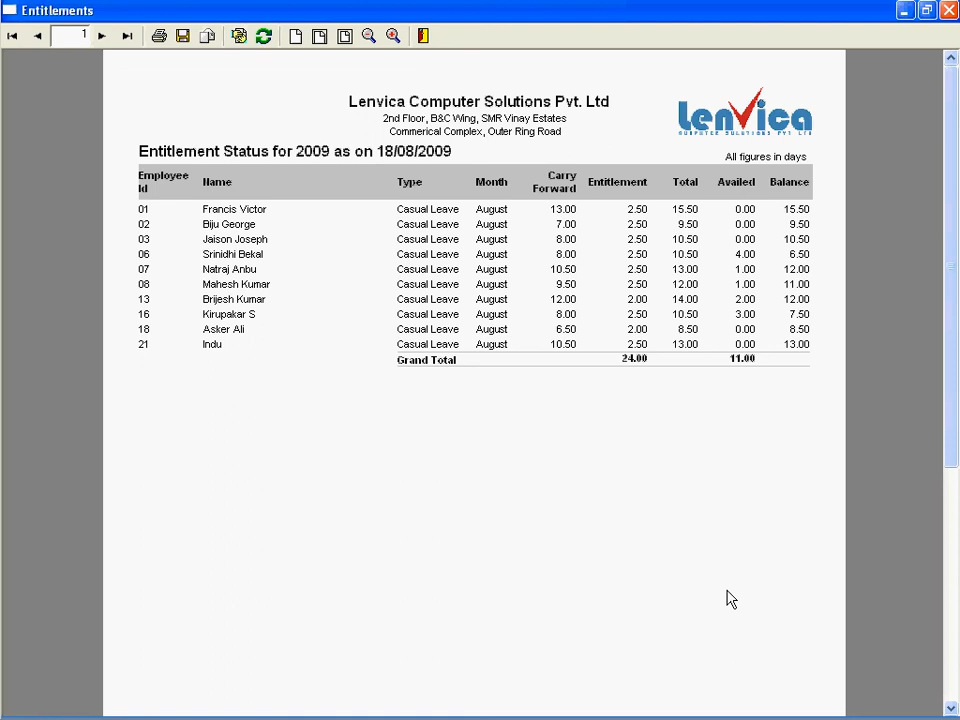 Entitlements
1
Lenvica Computer Solutions Pvt. Ltd
2nd Floor, B&C Wing, SMR Vinay Estates
Commerical Complex, Outer Ring Road
Lenvica
COMPUTER SOLUTIONS PVT LTD
Entitlement Status for 2009 as on 18/08/2009
All figures in days
Employee Id Name Type Month Carry Forward Entitlement Total Availed Balance
01 Francis Victor Casual Leave August 13.00 2.50 15.50 0.00 15.50
02 Biju George Casual Leave August 7.00 2.50 9.50 0.00 9.50
03 Jaison Joseph Casual Leave August 8.00 2.50 10.50 0.00 10.50
06 Srinidhi Bekal Casual Leave August 8.00 2.50 10.50 4.00 6.50
07 Natraj Anbu Casual Leave August 10.50 2.50 13.00 1.00 12.00
08 Mahesh Kumar Casual Leave August 9.50 2.50 12.00 1.00 11.00
13 Brijesh Kumar Casual Leave August 12.00 2.00 14.00 2.00 12.00
16 Kirupakar S Casual Leave August 8.00 2.50 10.50 3.00 7.50
18 Asker Ali Casual Leave August 6.50 2.00 8.50 0.00 8.50
21 Indu Casual Leave August 10.50 2.50 13.00 0.00 13.00
Grand Total 24.00 11.00